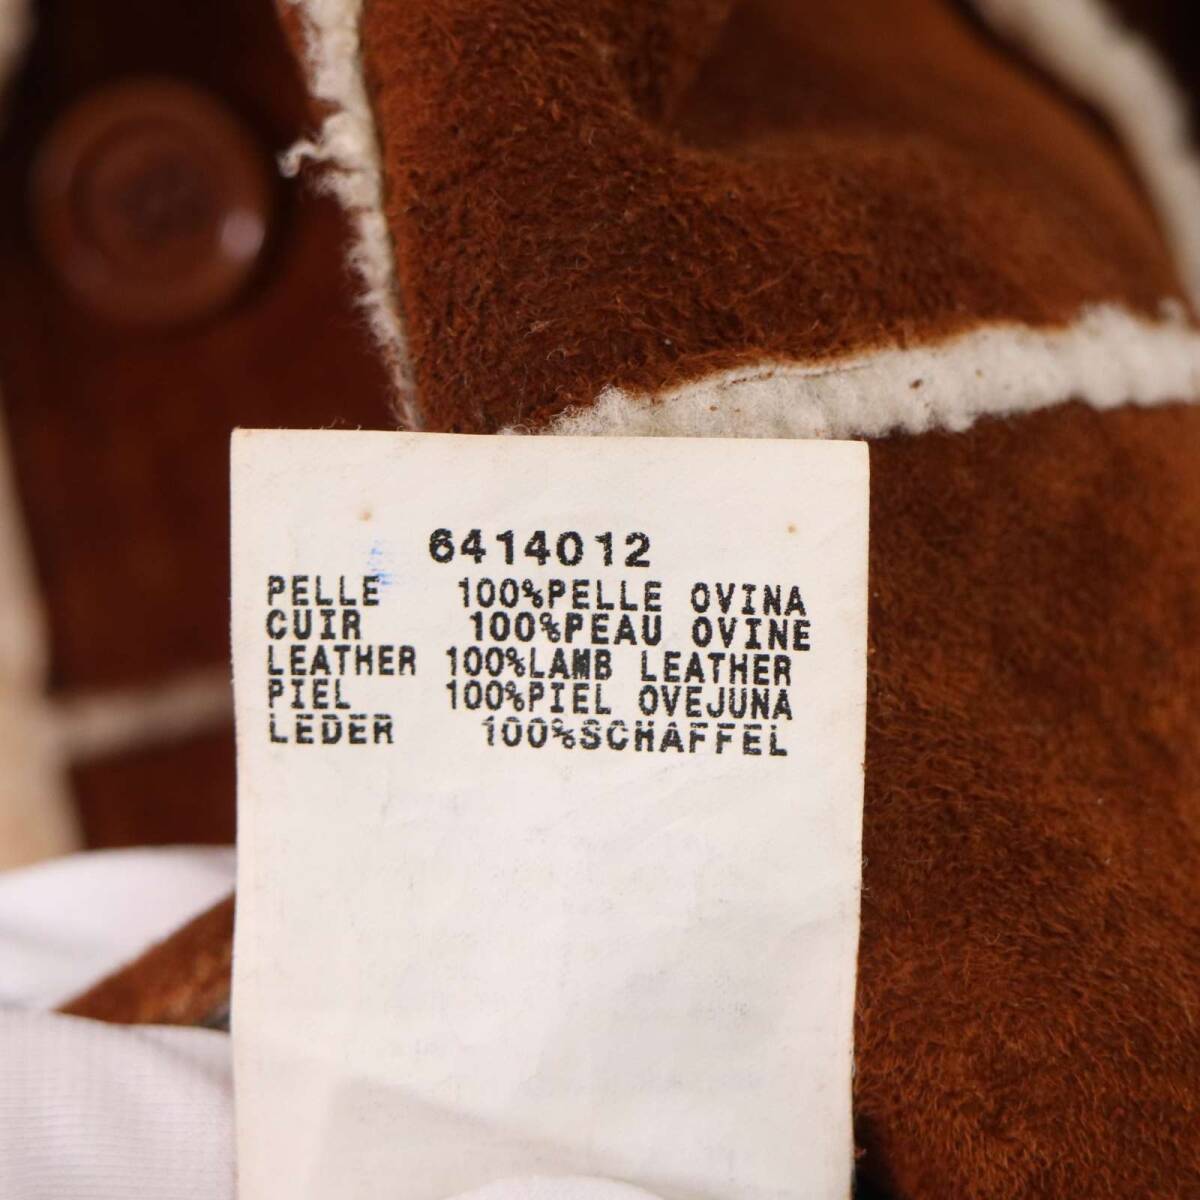 6414012
PELLE 100%PELLE OVINA
CUIR 100%PEAU OVINE
LEATHER 100%LAMB LEATHER
PIEL 100%PIEL OVEJUNA
LEDER 100%SCHAFFEL